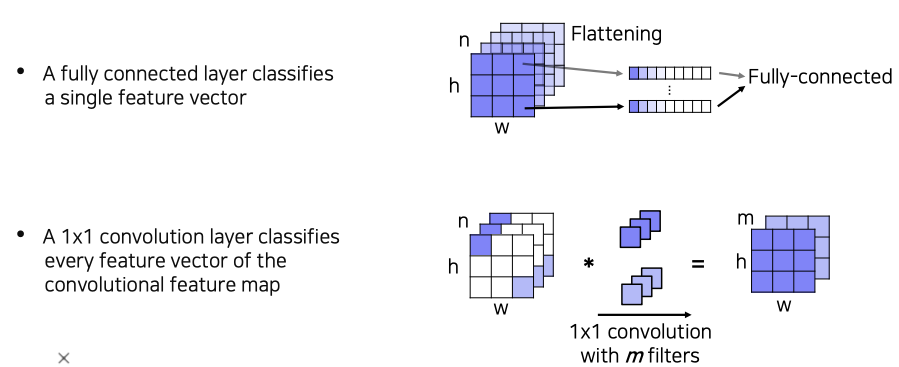 • A fully connected layer classifies
a single feature vector
n
h
w
Flattening
⋮
Fully-connected
• A 1x1 convolution layer classifies
every feature vector of the
convolutional feature map
n
h
w
*
=
m
h
w
1x1 convolution
with m filters